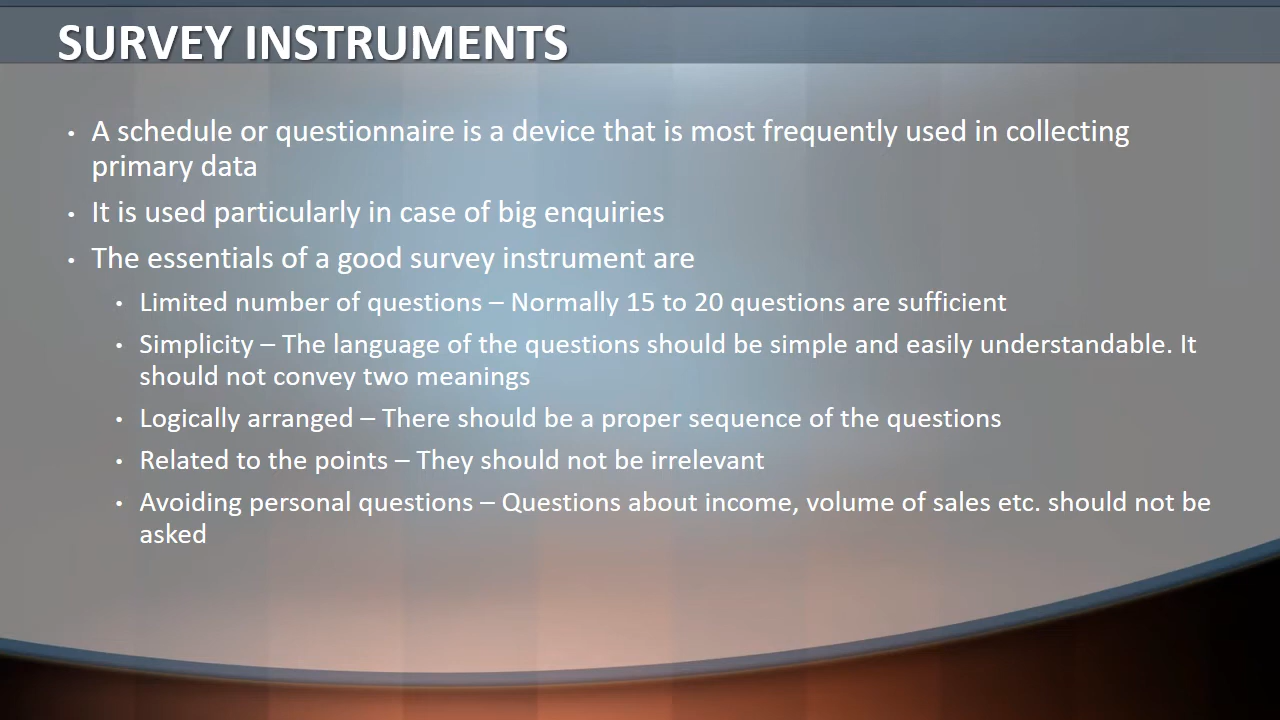 SURVEY INSTRUMENTS
• A schedule or questionnaire is a device that is most frequently used in collecting
primary data
• It is used particularly in case of big enquiries
• The essentials of a good survey instrument are
• Limited number of questions – Normally 15 to 20 questions are sufficient
• Simplicity – The language of the questions should be simple and easily understandable. It
should not convey two meanings
• Logically arranged – There should be a proper sequence of the questions
• Related to the points – They should not be irrelevant
• Avoiding personal questions – Questions about income, volume of sales etc. should not be
asked